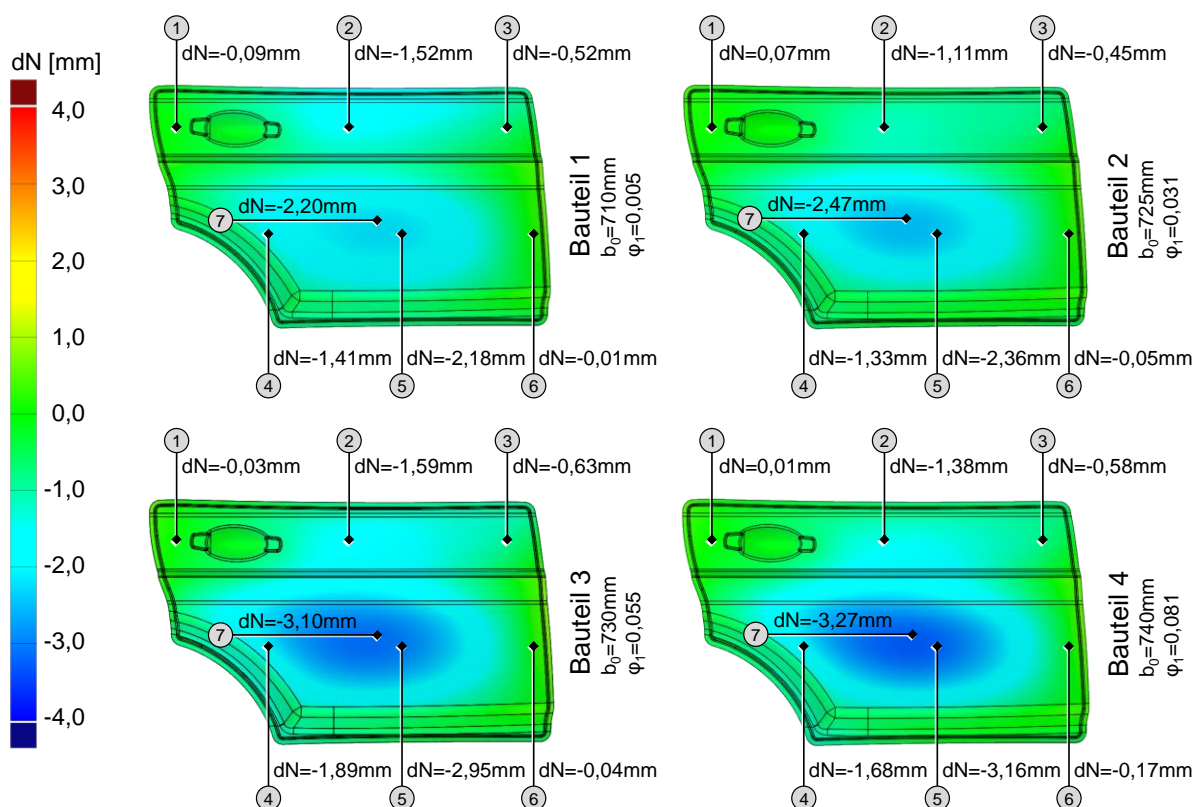 dN [mm]
4,0
3,0
2,0
1,0
0,0
-1,0
-2,0
-3,0
-4,0
1 2 3
dN=-0,09mm dN=-1,52mm dN=-0,52mm
7 dN=-2,20mm
Bauteil 1
b₀=710mm
φ₁=0,005
dN=-1,41mm dN=-2,18mm dN=-0,01mm
4 5 6
1 2 3
dN=0,07mm dN=-1,11mm dN=-0,45mm
7 dN=-2,47mm
Bauteil 2
b₀=725mm
φ₁=0,031
dN=-1,33mm dN=-2,36mm dN=-0,05mm
4 5 6
1 2 3
dN=-0,03mm dN=-1,59mm dN=-0,63mm
7 dN=-3,10mm
Bauteil 3
b₀=730mm
φ₁=0,055
dN=-1,89mm dN=-2,95mm dN=-0,04mm
4 5 6
1 2 3
dN=0,01mm dN=-1,38mm dN=-0,58mm
7 dN=-3,27mm
Bauteil 4
b₀=740mm
φ₁=0,081
dN=-1,68mm dN=-3,16mm dN=-0,17mm
4 5 6